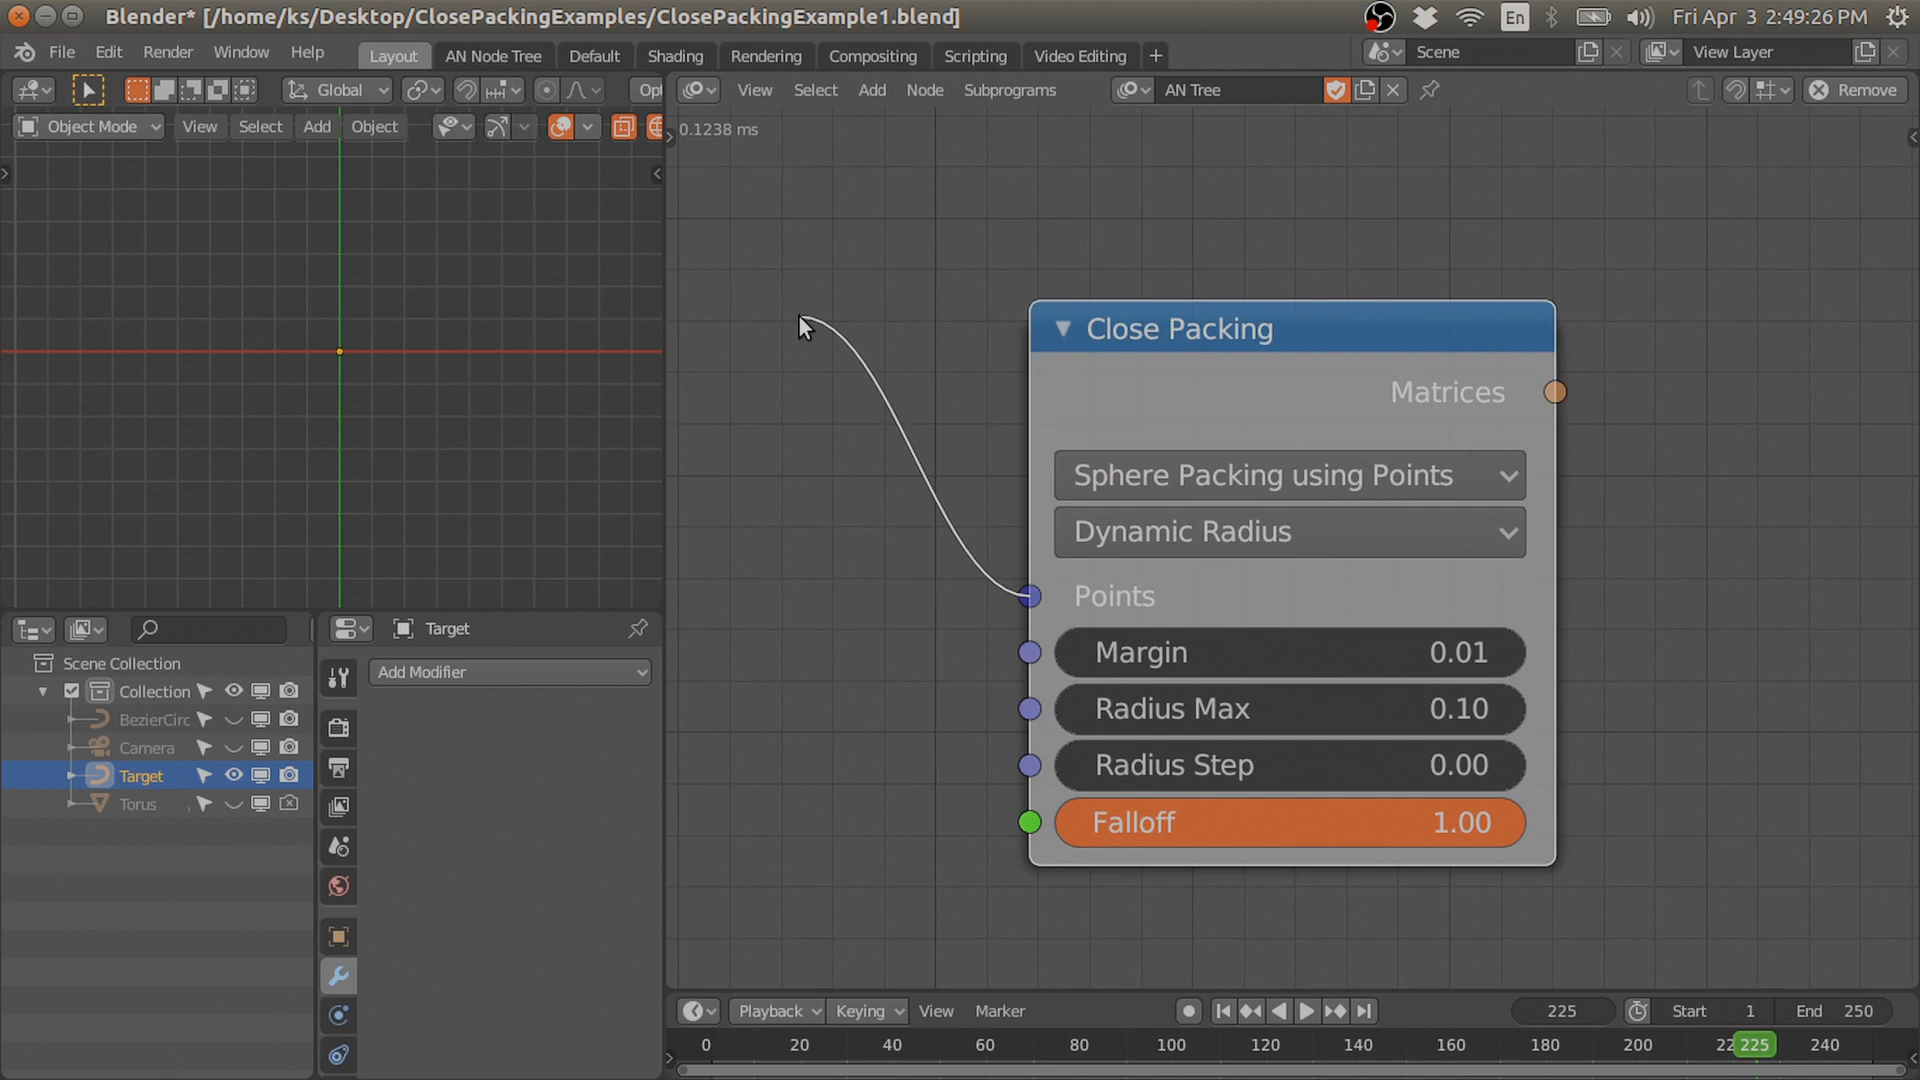 Blender* [/home/ks/Desktop/ClosePackingExamples/ClosePackingExample1.blend]
En
Fri Apr 3 2:49:26 PM
File Edit Render Window Help
Layout AN Node Tree Default Shading Rendering Compositing Scripting Video Editing +
Scene
View Layer
Global
Opt
View Select Add Node Subprograms
AN Tree
Remove
Object Mode View Select Add Object
0.1238 ms
Close Packing
Matrices
Sphere Packing using Points
Dynamic Radius
Points
Margin 0.01
Radius Max 0.10
Radius Step 0.00
Falloff 1.00
Target
Scene Collection
Add Modifier
Collection
BezierCirc
Camera
Target
Torus
Playback Keying View Marker
225
Start 1
End 250
0 20 40 60 80 100 120 140 160 180 200 22 225 240